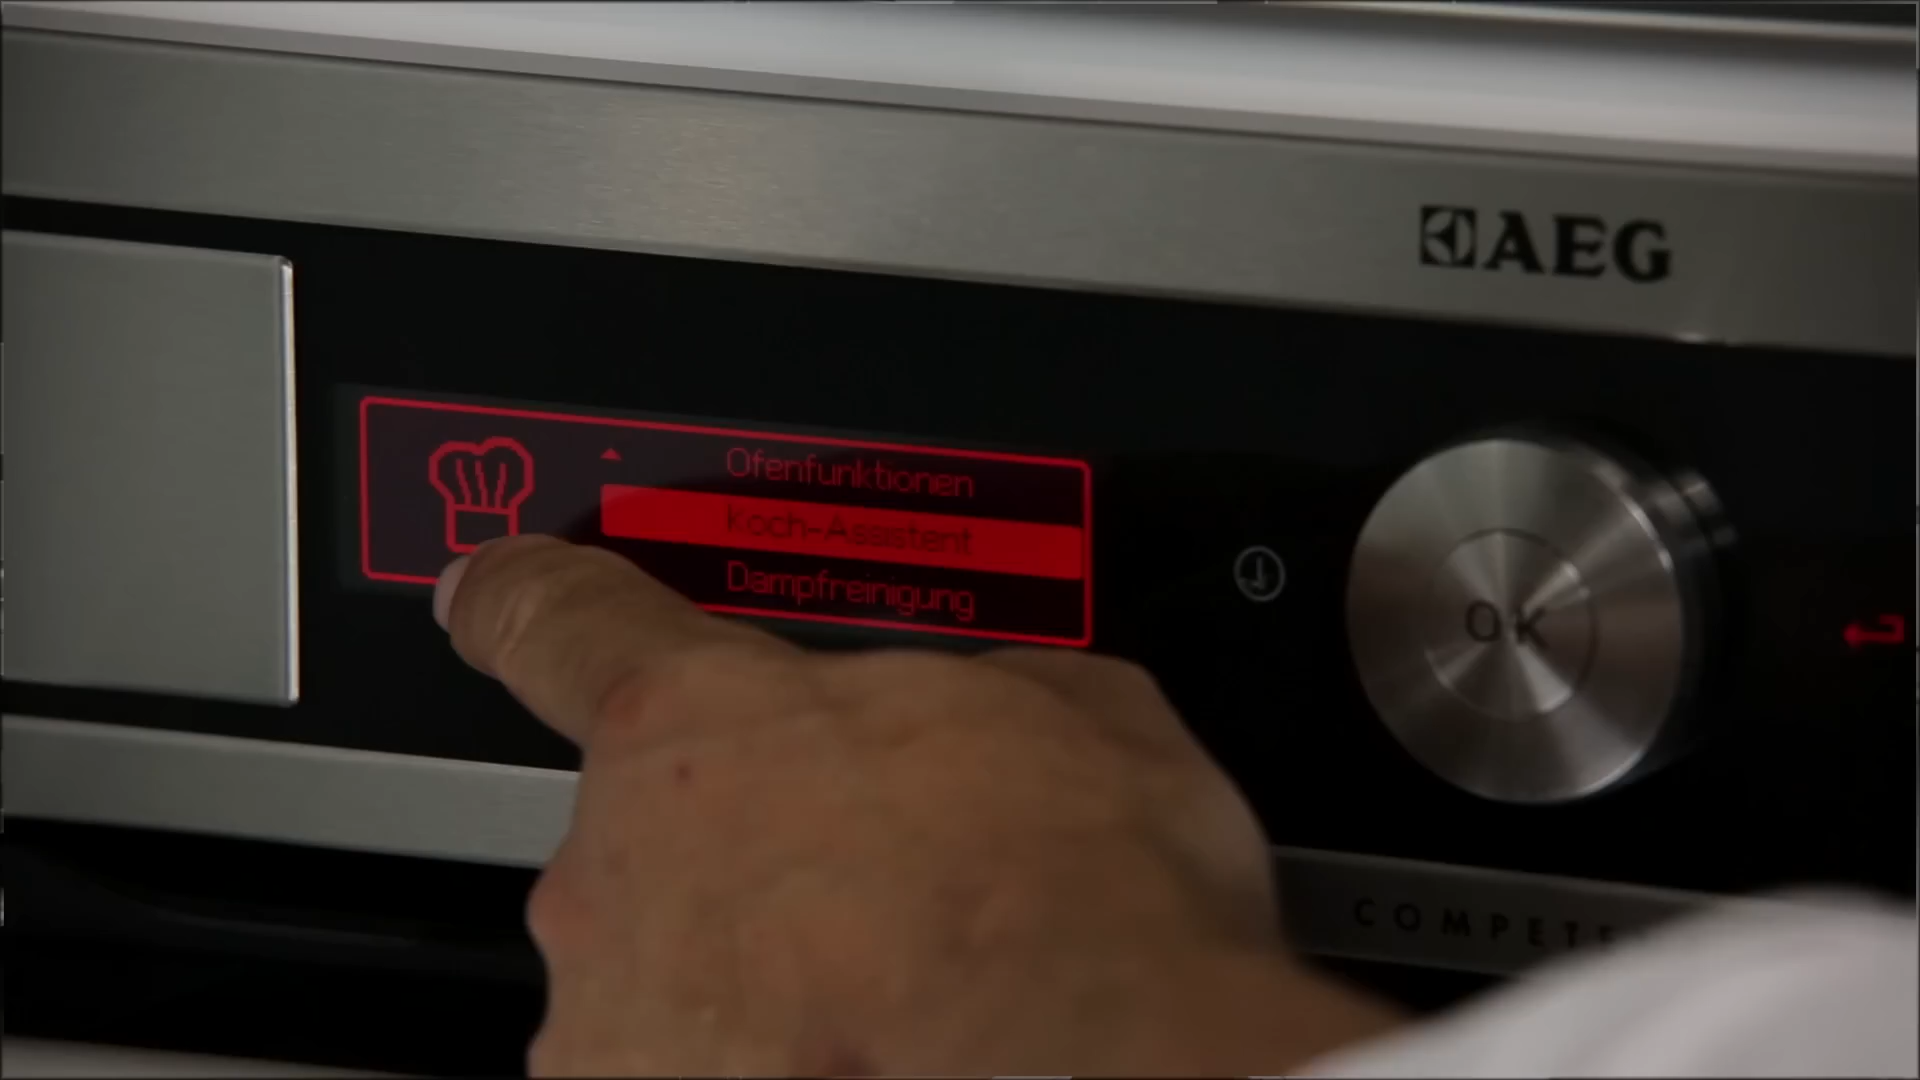 AEG
Ofenfunktionen
Koch-Assistent
Dampfreinigung
OK
COMPETE